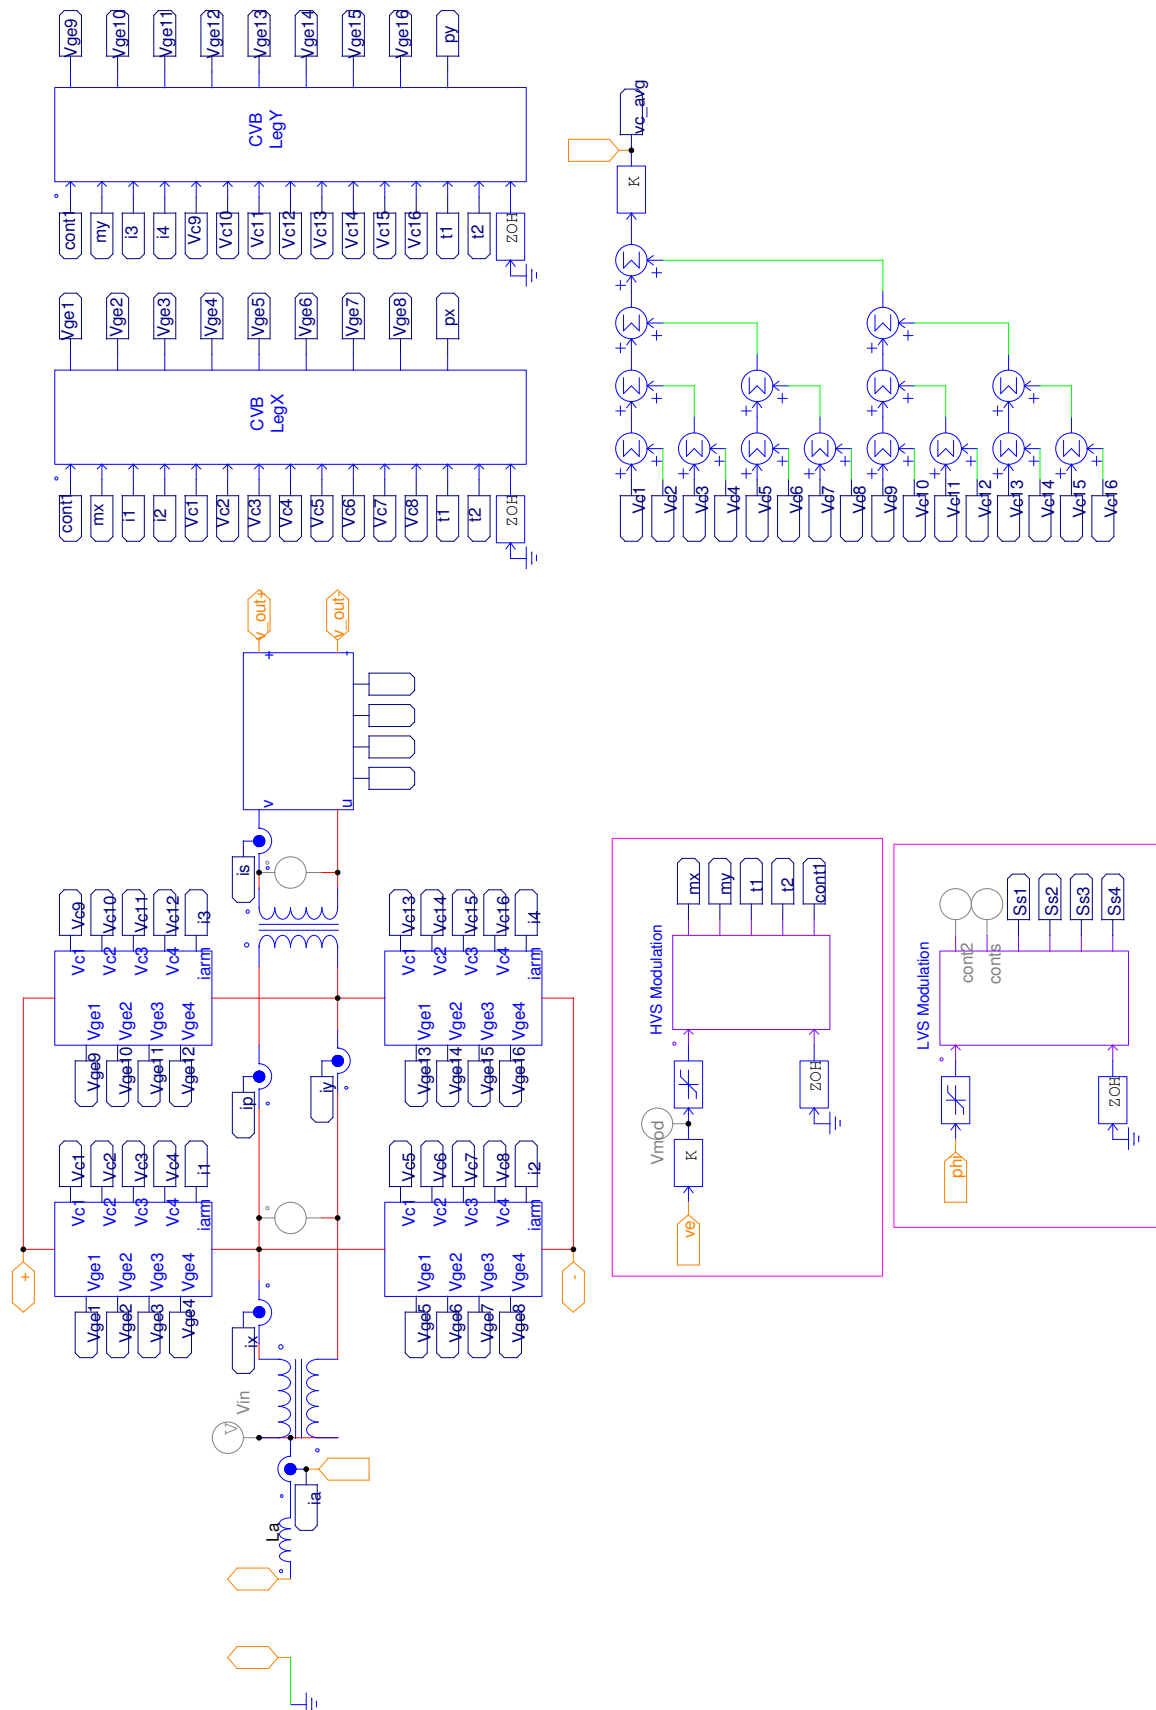 Vge9
Vge10
Vge11
Vge12
Vge13
Vge14
Vge15
Vge16
py
CVB
LegY
cont1
my
i3
i4
Vc9
Vc10
Vc11
Vc12
Vc13
Vc14
Vc15
Vc16
t1
t2
ZOH
Vge1
Vge2
Vge3
Vge4
Vge5
Vge6
Vge7
Vge8
px
CVB
LegX
cont1
mx
i1
i2
Vc1
Vc2
Vc3
Vc4
Vc5
Vc6
Vc7
Vc8
t1
t2
ZOH
vc_avg
K
Σ
+
+
Σ
+
+
Σ
+
+
Σ
+
+
Σ
+
+
Σ
+
+
Σ
+
+
Σ
+
+
Σ
+
+
Σ
+
+
Σ
+
+
Σ
+
+
Σ
+
+
Σ
+
+
Σ
+
+
Vc1
Vc2
Vc3
Vc4
Vc5
Vc6
Vc7
Vc8
Vc9
Vc10
Vc11
Vc12
Vc13
Vc14
Vc15
Vc16
v_out+
v_out-
+
-
v
u
is
Vc9
Vc10
Vc11
Vc12
i3
Vc1
Vc2
Vc3
Vc4
iarm
Vge1
Vge2
Vge3
Vge4
Vge9
Vge10
Vge11
Vge12
Vc13
Vc14
Vc15
Vc16
i4
Vc1
Vc2
Vc3
Vc4
iarm
Vge1
Vge2
Vge3
Vge4
Vge13
Vge14
Vge15
Vge16
ip
iy
Vc1
Vc2
Vc3
Vc4
i1
Vc1
Vc2
Vc3
Vc4
iarm
Vge1
Vge2
Vge3
Vge4
Vge1
Vge2
Vge3
Vge4
Vc5
Vc6
Vc7
Vc8
i2
Vc1
Vc2
Vc3
Vc4
iarm
Vge1
Vge2
Vge3
Vge4
Vge5
Vge6
Vge7
Vge8
+
-
ix
Vin
V
ia
La
HVS Modulation
mx
my
t1
t2
cont1
Vmod
K
ZOH
ve
LVS Modulation
cont2
conts
Ss1
Ss2
Ss3
Ss4
ZOH
phi